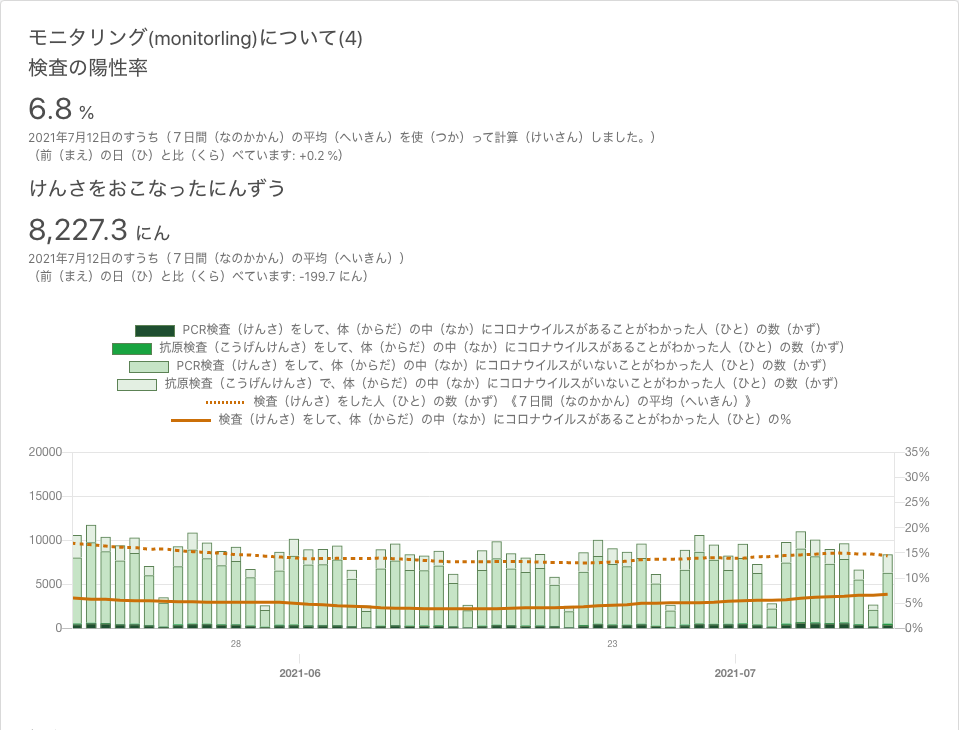 モニタリング(monitorling)について(4)
検査の陽性率
6.8 %
2021年7月12日のすうち（７日間（なのかかん）の平均（へいきん）を使（つか）って計算（けいさん）しました。）
（前（まえ）の日（ひ）と比（くら）べています: +0.2 %）
けんさをおこなったにんずう
8,227.3 にん
2021年7月12日のすうち（７日間（なのかかん）の平均（へいきん））
（前（まえ）の日（ひ）と比（くら）べています: -199.7 にん）
PCR検査（けんさ）をして、体（からだ）の中（なか）にコロナウイルスがあることがわかった人（ひと）の数（かず）
抗原検査（こうげんけんさ）をして、体（からだ）の中（なか）にコロナウイルスがあることがわかった人（ひと）の数（かず）
PCR検査（けんさ）をして、体（からだ）の中（なか）にコロナウイルスがいないことがわかった人（ひと）の数（かず）
抗原検査（こうげんけんさ）で、体（からだ）の中（なか）にコロナウイルスがいないことがわかった人（ひと）の数（かず）
検査（けんさ）をした人（ひと）の数（かず）《７日間（なのかかん）の平均（へいきん）》
検査（けんさ）をして、体（からだ）の中（なか）にコロナウイルスがあることがわかった人（ひと）の%
20000 35%
30%
15000 25%
20%
10000 15%
5000 10%
5%
0 0%
28 23
2021-06 2021-07